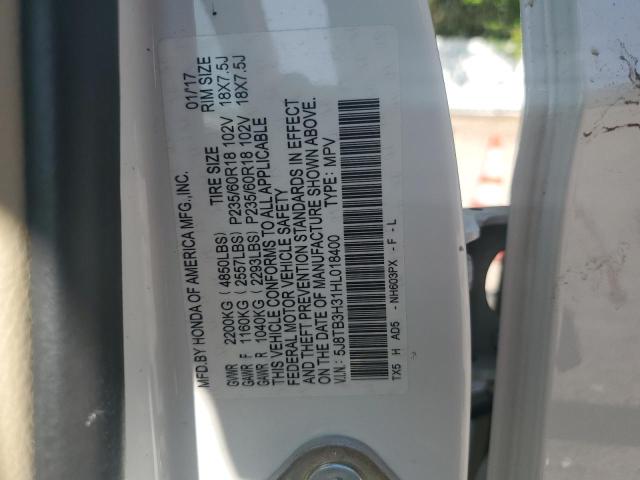 MFD.BY HONDA OF AMERICA MFG.,INC. 01/17
TIRE SIZE RIM SIZE
GVWR 2200KG (4850LBS)
GAWR F 1160KG (2557LBS) P235/60R18 102V 18X7.5J
GAWR R 1040KG (2293LBS) P235/60R18 102V 18X7.5J
THIS VEHICLE CONFORMS TO ALL APPLICABLE
FEDERAL MOTOR VEHICLE SAFETY
AND THEFT PREVENTION STANDARDS IN EFFECT
ON THE DATE OF MANUFACTURE SHOWN ABOVE.
V.I.N.: 5J8TB3H31HL018400 TYPE: MPV
TX5 H AD5 - NH603PX - F - L